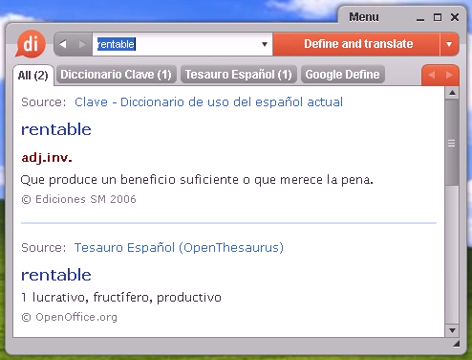 Menu
di
rentable
Define and translate
All (2)
Diccionario Clave (1)
Tesauro Español (1)
Google Define
Source: Clave - Diccionario de uso del español actual
rentable
adj.inv.
Que produce un beneficio suficiente o que merece la pena.
© Ediciones SM 2006
Source: Tesauro Español (OpenThesaurus)
rentable
1 lucrativo, fructífero, productivo
© OpenOffice.org